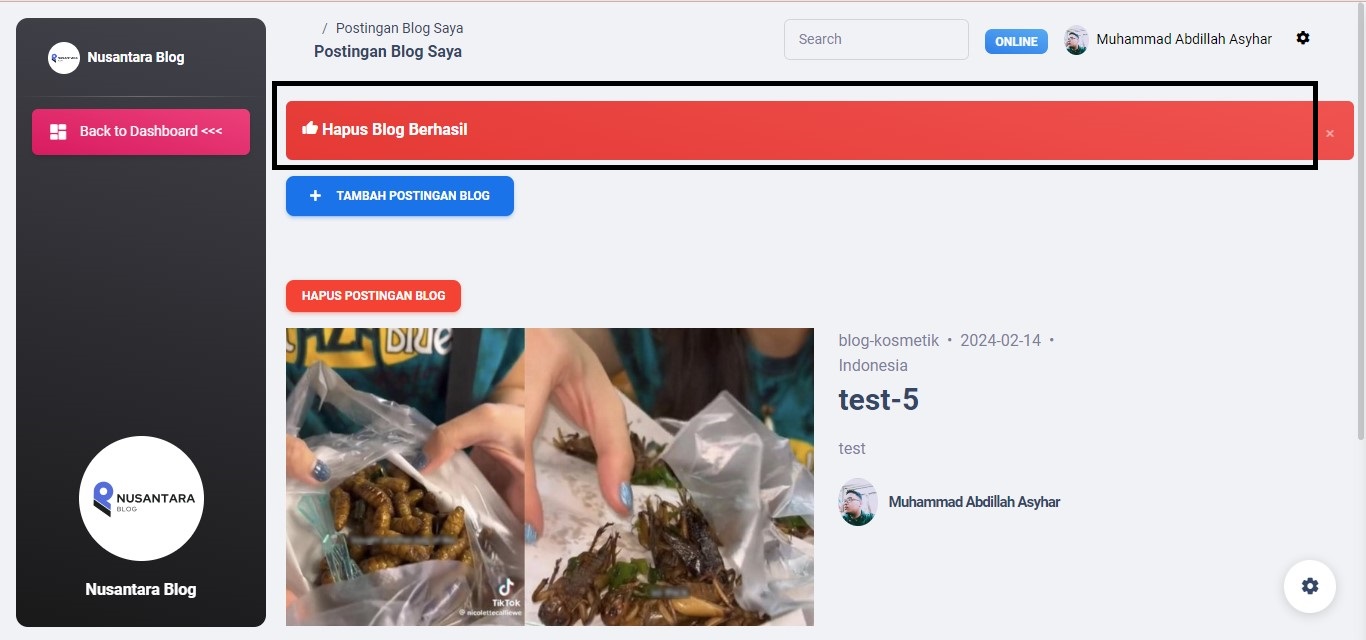 Nusantara Blog
Back to Dashboard <<<
NUSANTARA
BLOG
Nusantara Blog
/ Postingan Blog Saya
Postingan Blog Saya
Search
ONLINE
Muhammad Abdillah Asyhar
Hapus Blog Berhasil
×
+ TAMBAH POSTINGAN BLOG
HAPUS POSTINGAN BLOG
TikTok
blog-kosmetik • 2024-02-14 •
Indonesia
test-5
test
Muhammad Abdillah Asyhar